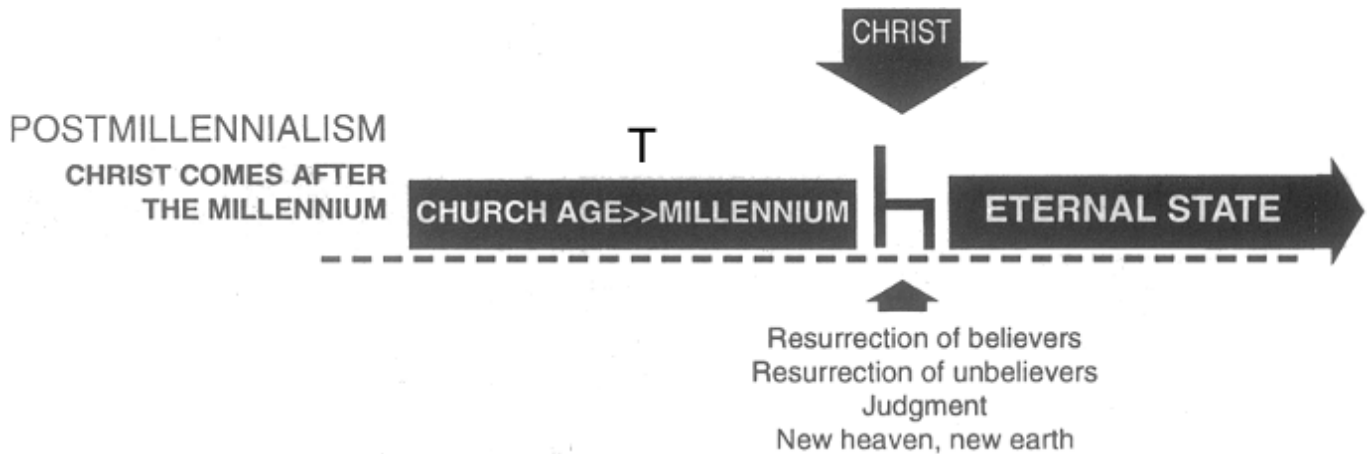 CHRIST
POSTMILLENNIALISM
T
CHRIST COMES AFTER
THE MILLENNIUM
CHURCH AGE>>MILLENNIUM
ETERNAL STATE
Resurrection of believers
Resurrection of unbelievers
Judgment
New heaven, new earth